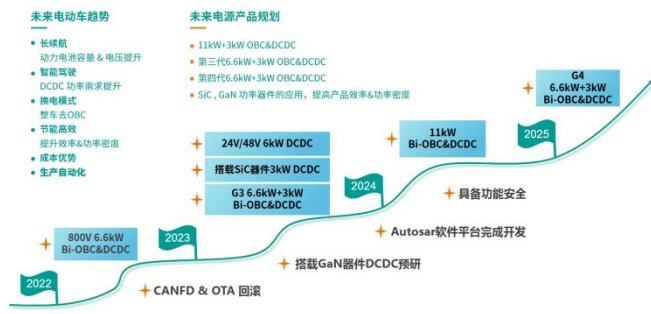 未来电动车趋势
长续航
动力电池容量 & 电压提升
智能驾驶
DCDC 功率需求提升
换电模式
整车去OBC
节能高效
提升效率&功率密度
成本优势
生产自动化
未来电源产品规划
11kW+3kW OBC&DCDC
第三代6.6kW+3kW OBC&DCDC
第四代6.6kW+3kW OBC&DCDC
SiC , GaN 功率器件的应用，提高产品效率&功率密度
2022
800V 6.6kW
Bi-OBC&DCDC
2023
CANFD & OTA 回滚
24V/48V 6kW DCDC
搭载SiC器件3kW DCDC
G3 6.6kW+3kW
Bi-OBC&DCDC
搭载GaN器件DCDC预研
2024
Autosar软件平台完成开发
11kW
Bi-OBC&DCDC
具备功能安全
2025
G4
6.6kW+3kW
Bi-OBC&DCDC